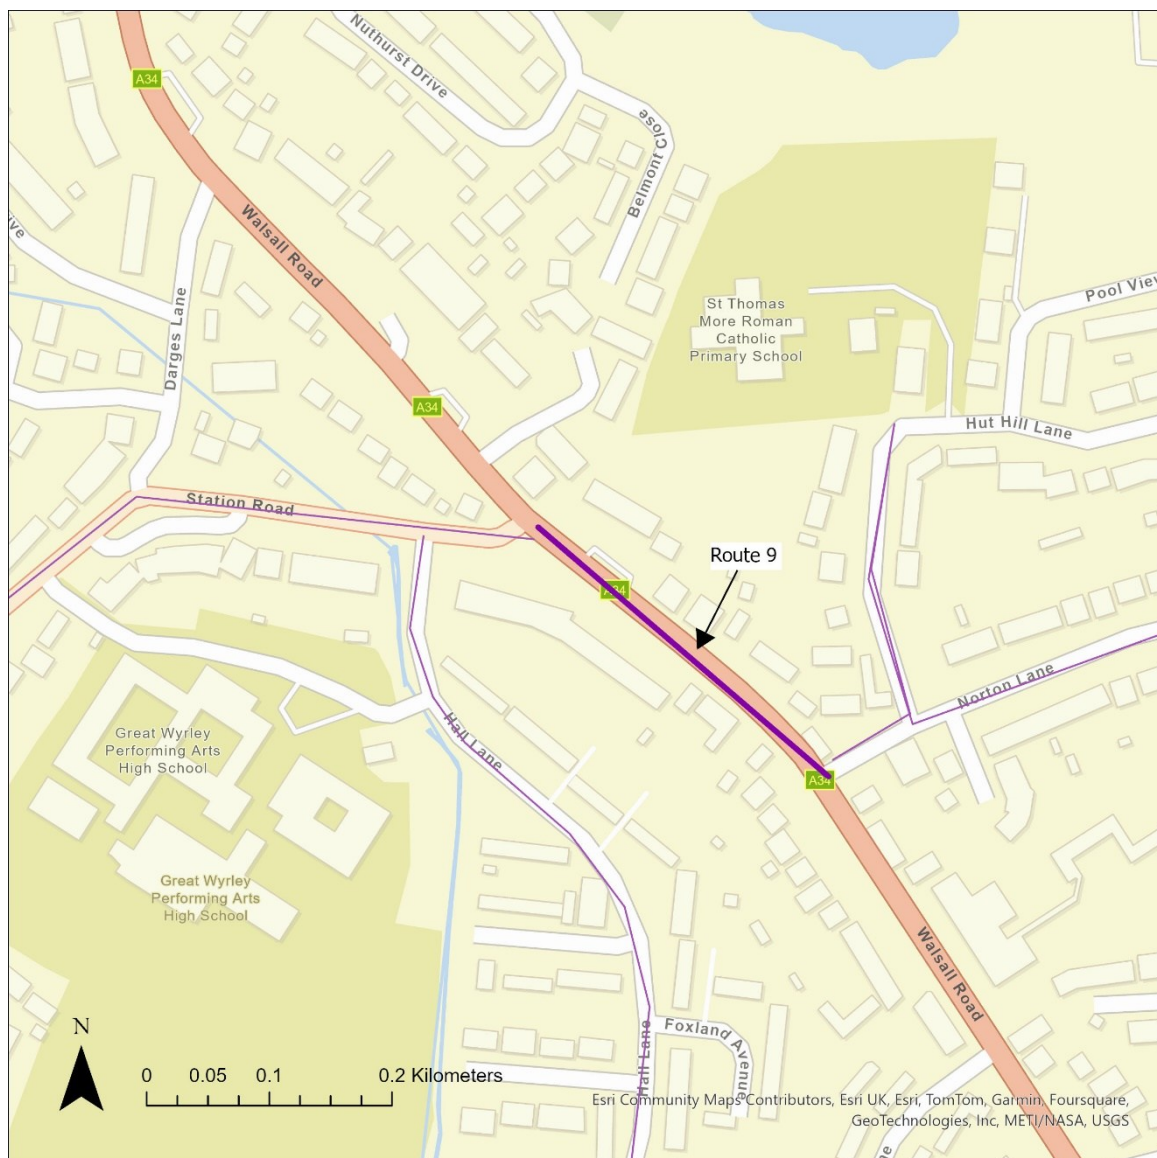 Nuthurst Drive
A34
Belmont Close
Walsall Road
Darges Lane
St Thomas
More Roman
Catholic
Primary School
Pool View
A34
Hut Hill Lane
Station Road
Route 9
A34
Norton Lane
Hall Lane
Great Wyrley
Performing Arts
High School
A34
Great Wyrley
Performing Arts
High School
Walsall Road
Foxland Avenue
Hall Lane
N
0 0.05 0.1 0.2 Kilometers
Esri Community Maps Contributors, Esri UK, Esri, TomTom, Garmin, Foursquare,
GeoTechnologies, Inc, METI/NASA, USGS